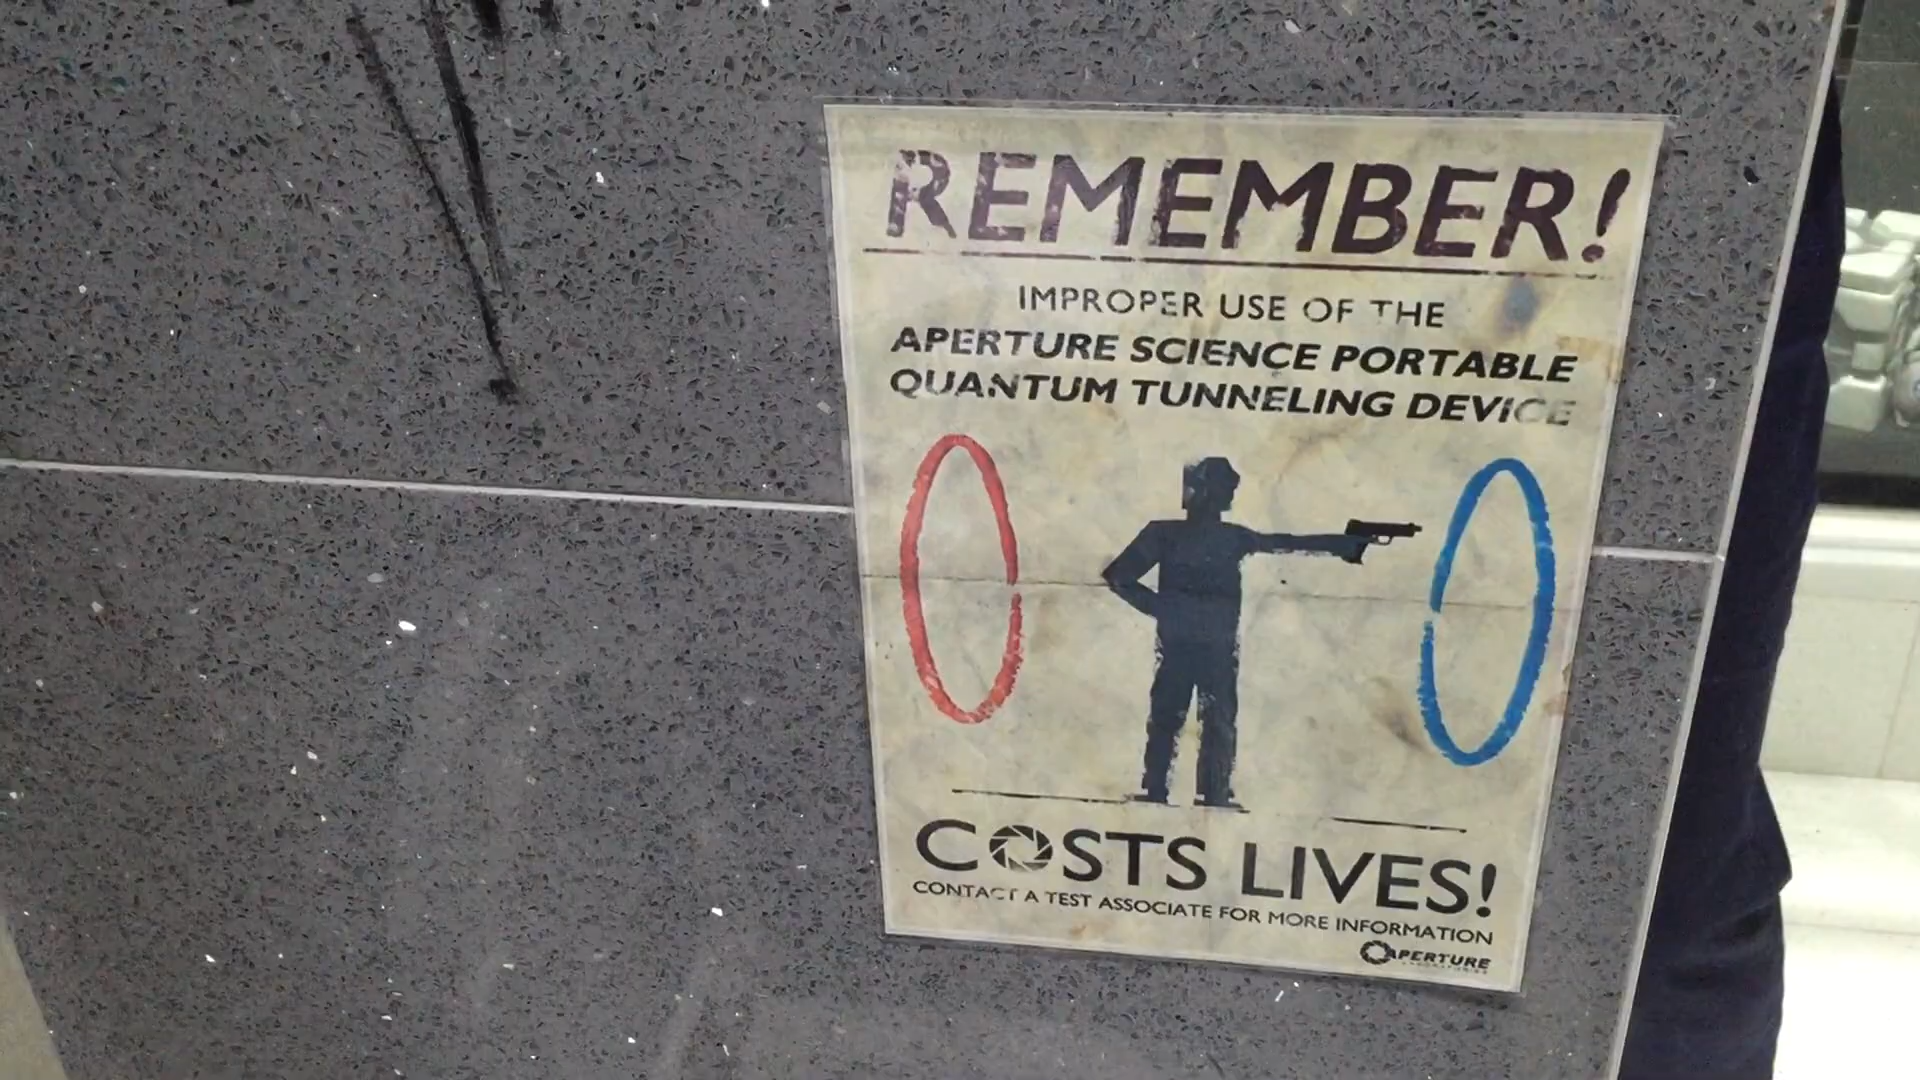 REMEMBER!
IMPROPER USE OF THE
APERTURE SCIENCE PORTABLE
QUANTUM TUNNELING DEVICE
COSTS LIVES!
CONTACT A TEST ASSOCIATE FOR MORE INFORMATION
APERTURE
LABORATORIES